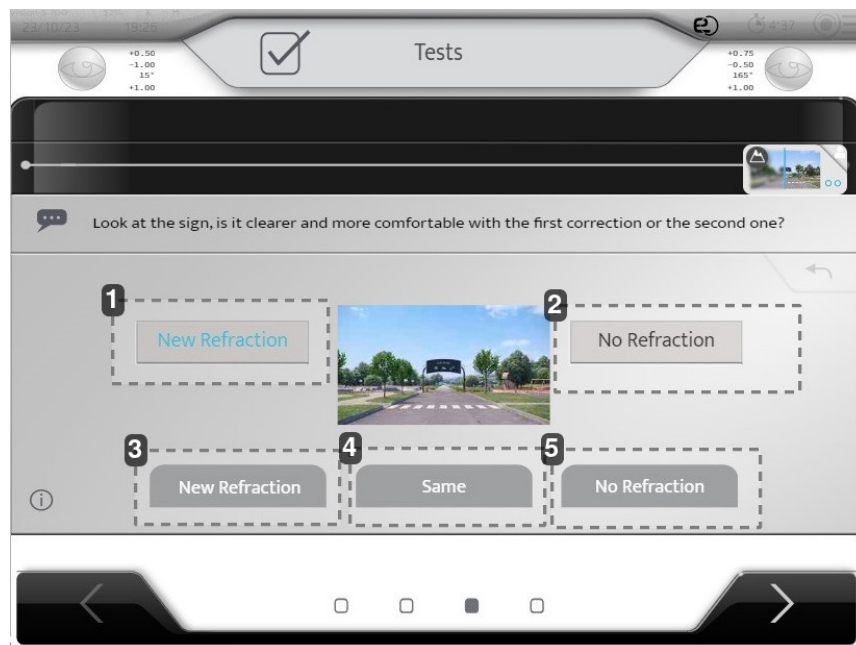 23/10/23 19:26
Tests
4'37
+0.50
-1.00
15°
+1.00
+0.75
-0.50
165°
+1.00
Look at the sign, is it clearer and more comfortable with the first correction or the second one?
1
New Refraction
2
No Refraction
3
New Refraction
4
Same
5
No Refraction